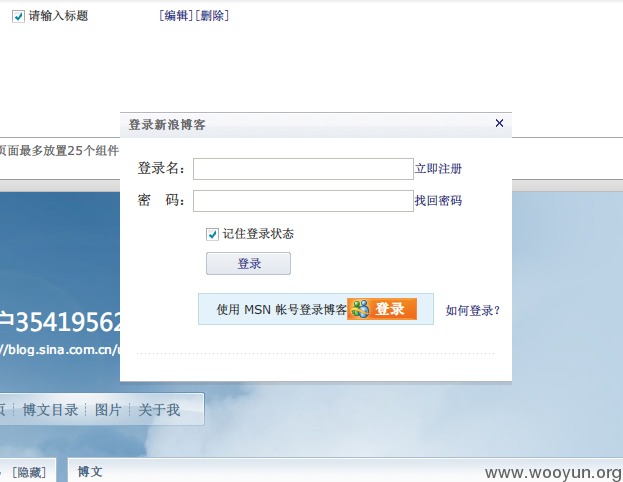 请输入标题 [编辑][删除]
登录新浪博客
页面最多放置25个组件
登录名： 立即注册
密 码： 找回密码
记住登录状态
登录
使用 MSN 帐号登录博客 登录 如何登录?
户35419562
//blog.sina.com.cn/u
页 博文目录 图片 关于我
[隐藏] 博文
www.wooyun.org